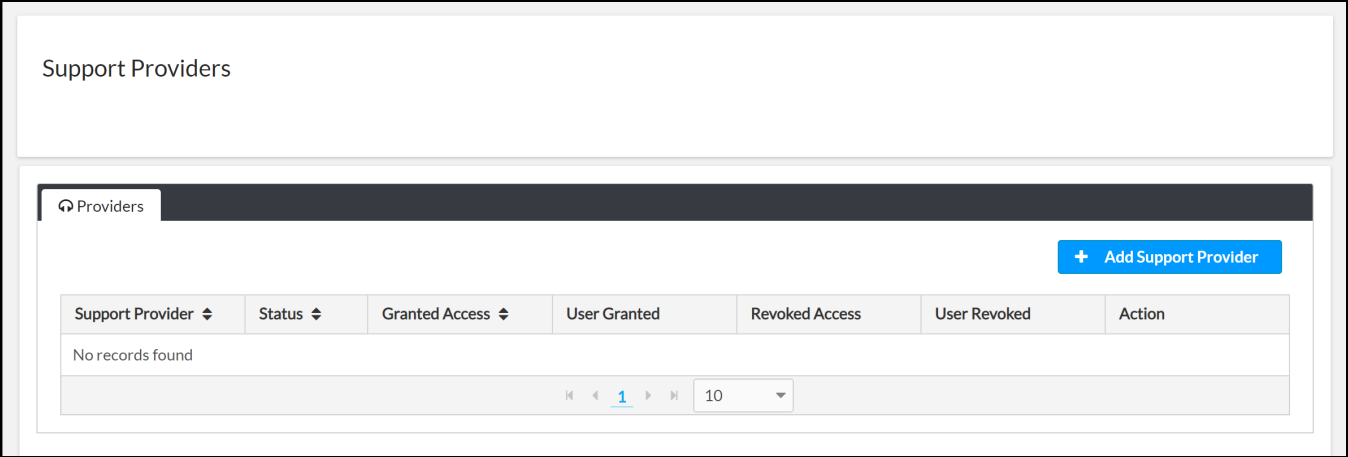 Support Providers
Providers
Add Support Provider
Support Provider Status Granted Access User Granted Revoked Access User Revoked Action
No records found
1 10